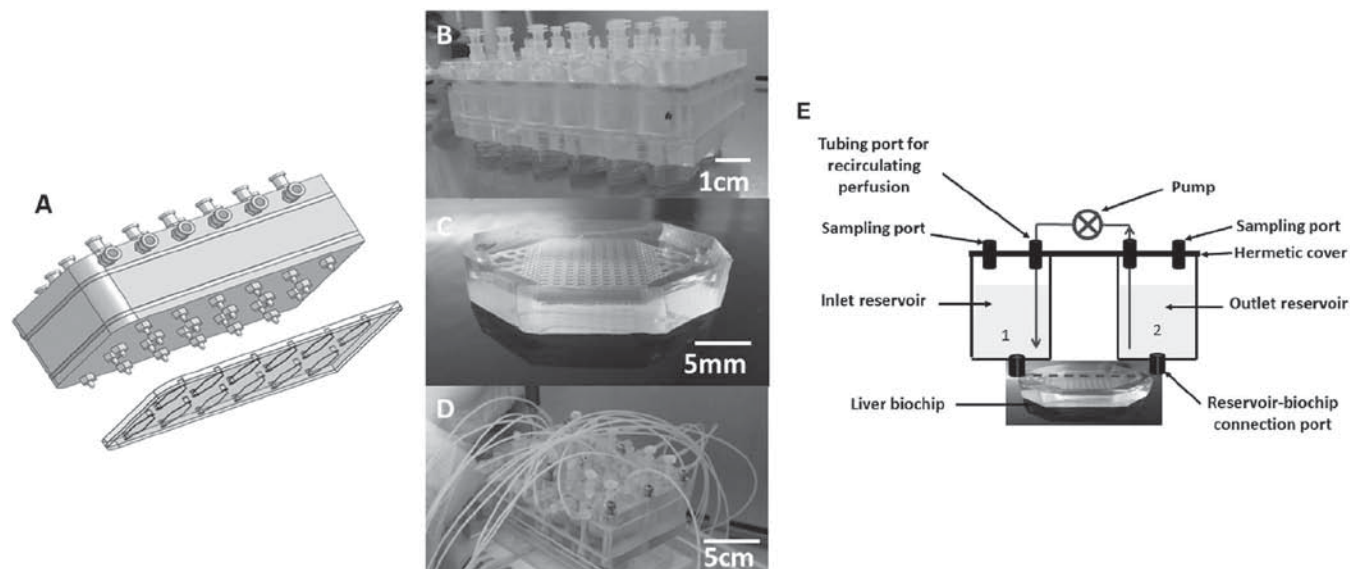 A
B
1cm
C
5mm
D
5cm
E
Tubing port for
recirculating
perfusion
Pump
Sampling port
Sampling port
Hermetic cover
Inlet reservoir
Outlet reservoir
1
2
Liver biochip
Reservoir-biochip
connection port